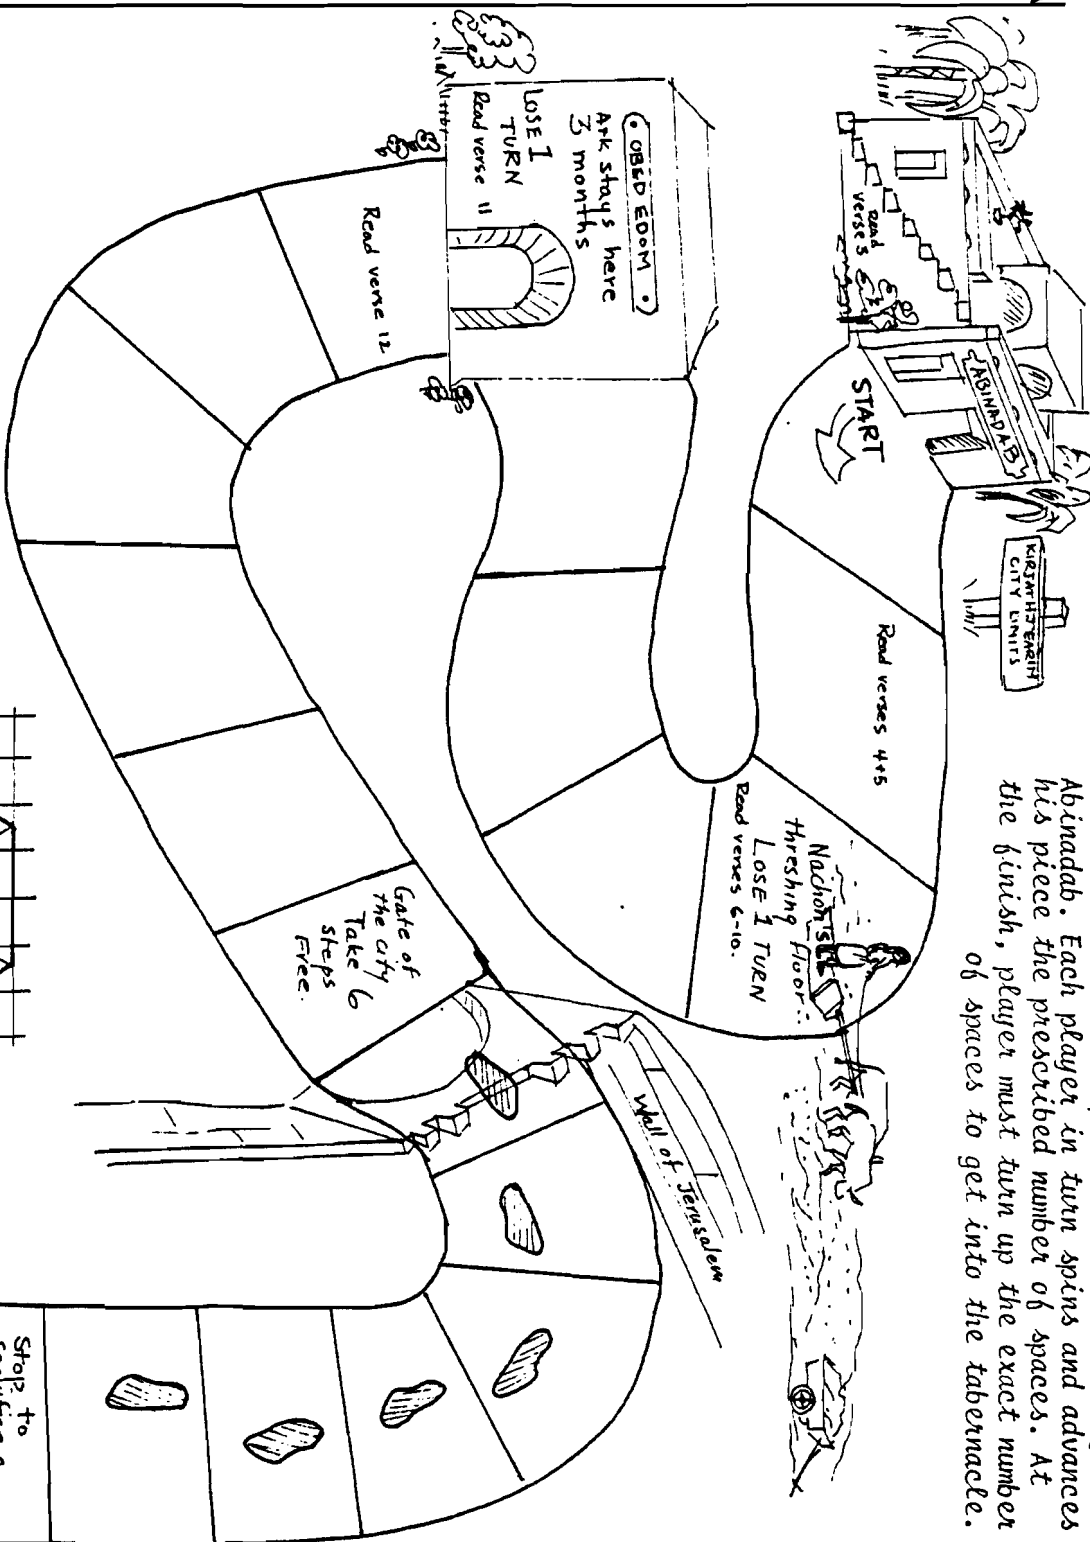 Abinadab. Each player in turn spins and advances
his piece the prescribed number of spaces. At
the finish, player must turn up the exact number
of spaces to get into the tabernacle.
KIRJATHJEARIN
CITY LIMITS
ABINADAB
Read
verse 3
START
Read verses 4+5
Nachon's
threshing floor
LOSE 1 TURN
Read verses 6-10.
OBED EDOM
Ark stays here
3 months
LOSE 1
TURN
Read verse 11
Read verse 12
Gate of
the city
Take 6
steps
Free.
Wall of Jerusalem
Stop to